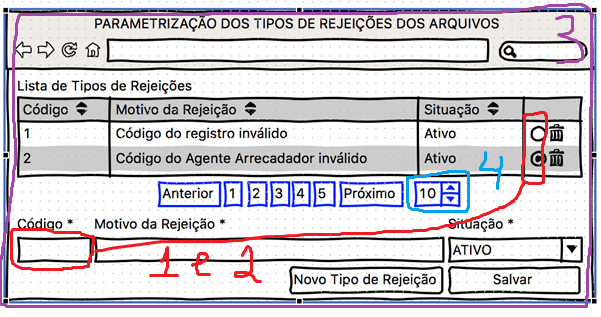 PARAMETRIZAÇÃO DOS TIPOS DE REJEIÇÕES DOS ARQUIVOS
3
Lista de Tipos de Rejeições
Código Motivo da Rejeição Situação
1 Código do registro inválido Ativo
2 Código do Agente Arrecadador inválido Ativo
Anterior 1 2 3 4 5 Próximo 10 4
Código * Motivo da Rejeição * Situação *
ATIVO
1 e 2
Novo Tipo de Rejeição Salvar